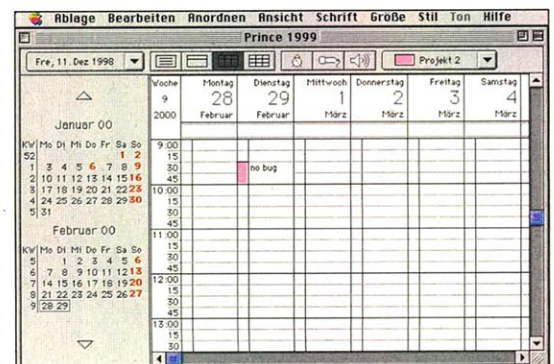 Ablage Bearbeiten Anordnen Ansicht Schrift Größe Stil Ton Hilfe
Prince 1999
Fre, 11. Dez 1998
Projekt 2
Januar 00
KW Mo Di Mi Do Fr Sa So
52 1 2
1 3 4 5 6 7 8 9
2 10 11 12 13 14 15 16
3 17 18 19 20 21 22 23
4 24 25 26 27 28 29 30
5 31
Februar 00
KW Mo Di Mi Do Fr Sa So
5 1 2 3 4 5 6
6 7 8 9 10 11 12 13
7 14 15 16 17 18 19 20
8 21 22 23 24 25 26 27
9 28 29
Woche Montag Dienstag Mittwoch Donnerstag Freitag Samstag
9 28 29 1 2 3 4
2000 Februar Februar März März März März
9:00
15
30 no bug
45
10:00
15
30
45
11:00
15
30
45
12:00
15
30
45
13:00
15
30